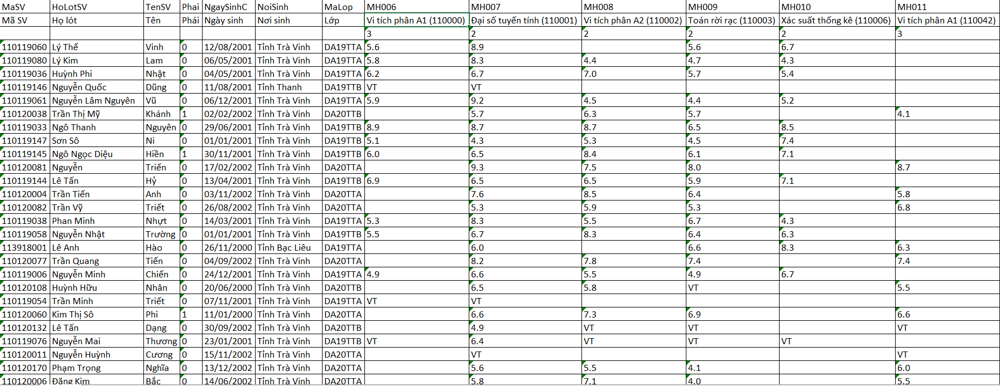 MaSV HoLotSV TenSV Phai NgaySinhC NoiSinh MaLop MH006 MH007 MH008 MH009 MH010 MH011
Mã SV Họ lót Tên Phái Ngày sinh Nơi sinh Lớp Vi tích phân A1 (110000) Đại số tuyến tính (110001) Vi tích phân A2 (110002) Toán rời rạc (110003) Xác suất thống kê (110006) Vi tích phân A1 (110042)
3 2 2 2 2 3
110119060 Lý Thế Vinh 0 12/08/2001 Tỉnh Trà Vinh DA19TTA 5.6 8.9 5.6 6.7
110119080 Lý Kim Lam 0 06/05/2001 Tỉnh Trà Vinh DA19TTA 5.8 8.3 4.4 4.7 4.3
110119036 Huỳnh Phi Nhật 0 04/05/2001 Tỉnh Trà Vinh DA19TTA 6.2 6.7 7.0 5.7 5.4
110119146 Nguyễn Quốc Dũng 0 11/08/2001 Tỉnh Thanh DA19TTB VT VT
110119061 Nguyễn Lâm Nguyên Vũ 0 06/12/2001 Tỉnh Trà Vinh DA19TTA 5.9 9.2 4.5 4.4 5.2
110120038 Trần Thị Mỹ Khánh 1 02/02/2002 Tỉnh Trà Vinh DA20TTB 5.7 6.3 5.7 4.1
110119033 Ngô Thanh Nguyên 0 29/06/2001 Tỉnh Trà Vinh DA19TTB 8.9 8.7 8.7 6.5 8.5
110119147 Sơn Sô Ni 0 01/01/2001 Tỉnh Trà Vinh DA19TTB 5.1 4.3 5.3 4.5 7.4
110119145 Ngô Ngọc Diệu Hiền 1 30/11/2001 Tỉnh Trà Vinh DA19TTB 6.0 6.5 8.4 6.1 7.1
110120081 Nguyễn Triến 0 17/02/2002 Tỉnh Trà Vinh DA20TTA 9.3 7.5 8.0 8.7
110119144 Lê Tấn Hỷ 0 13/04/2001 Tỉnh Trà Vinh DA19TTB 6.9 6.5 6.5 5.9 7.1
110120004 Trần Tiến Anh 0 03/11/2002 Tỉnh Trà Vinh DA20TTA 7.6 8.5 6.4 5.8
110120082 Trần Vỹ Triết 0 26/08/2002 Tỉnh Trà Vinh DA20TTA 5.3 5.9 5.3 6.8
110119038 Phan Minh Nhựt 0 14/03/2001 Tỉnh Trà Vinh DA19TTA 5.3 8.3 5.5 6.7 4.3
110119058 Nguyễn Nhật Trường 0 01/01/2001 Tỉnh Trà Vinh DA19TTB 5.5 6.7 8.3 6.4 6.3
113918001 Lê Anh Hào 0 26/11/2000 Tỉnh Bạc Liêu DA19TTA 6.0 6.6 8.3 6.3
110120077 Trần Quang Tiến 0 04/09/2002 Tỉnh Trà Vinh DA20TTA 8.2 7.8 7.4 7.4
110119006 Nguyễn Minh Chiến 0 24/12/2001 Tỉnh Trà Vinh DA19TTA 4.9 6.6 5.5 4.9 6.7
110120108 Huỳnh Hữu Nhân 0 20/06/2000 Tỉnh Trà Vinh DA20TTB 6.5 5.8 VT 5.5
110119054 Trần Minh Triết 0 07/11/2001 Tỉnh Trà Vinh DA19TTA VT VT
110120060 Kim Thị Sô Phi 1 11/01/2000 Tỉnh Trà Vinh DA20TTA 6.6 7.3 6.9 6.6
110120132 Lê Tấn Dạng 0 30/09/2002 Tỉnh Trà Vinh DA20TTB 4.9 VT VT VT
110119076 Nguyễn Mai Thương 0 23/01/2001 Tỉnh Trà Vinh DA19TTB VT 6.4 VT VT VT
110120011 Nguyễn Huỳnh Cương 0 15/11/2002 Tỉnh Trà Vinh DA20TTA VT VT
110120170 Phạm Trọng Nghĩa 0 13/12/2002 Tỉnh Trà Vinh DA20TTA 5.6 5.5 4.1 6.0
110120006 Đặng Kim Bắc 0 14/06/2002 Tỉnh Trà Vinh DA20TTA 5.8 7.1 4.0 5.5